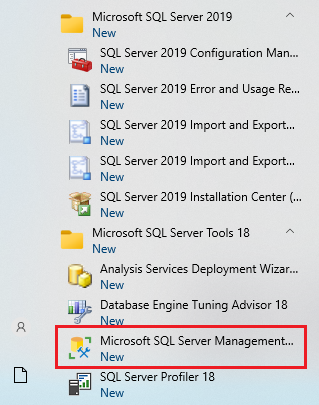 Microsoft SQL Server 2019
New
SQL Server 2019 Configuration Man...
New
SQL Server 2019 Error and Usage Re...
New
SQL Server 2019 Import and Export...
New
SQL Server 2019 Import and Export...
New
SQL Server 2019 Installation Center (...
New
Microsoft SQL Server Tools 18
New
Analysis Services Deployment Wizar...
New
Database Engine Tuning Advisor 18
New
Microsoft SQL Server Management...
New
SQL Server Profiler 18
New